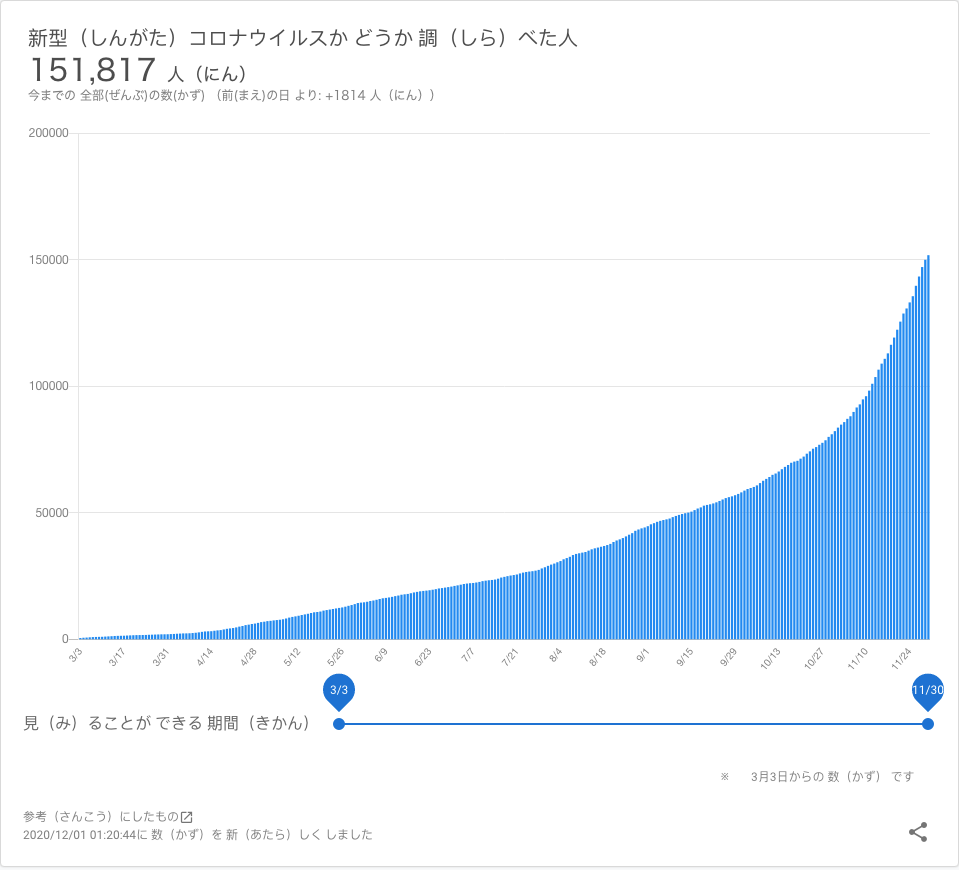 新型（しんがた）コロナウイルスか どうか 調（しら）べた人
151,817 人（にん）
今までの 全部(ぜんぶ)の数(かず) （前(まえ)の日 より: +1814 人（にん））
200000
150000
100000
50000
0
3/3 3/17 3/31 4/14 4/28 5/12 5/26 6/9 6/23 7/7 7/21 8/4 8/18 9/1 9/15 9/29 10/13 10/27 11/10 11/24
3/3 11/30
見（み）ることが できる 期間（きかん）
※ 3月3日からの 数（かず） です
参考（さんこう）にしたもの
2020/12/01 01:20:44に 数（かず）を 新（あたら）しく しました